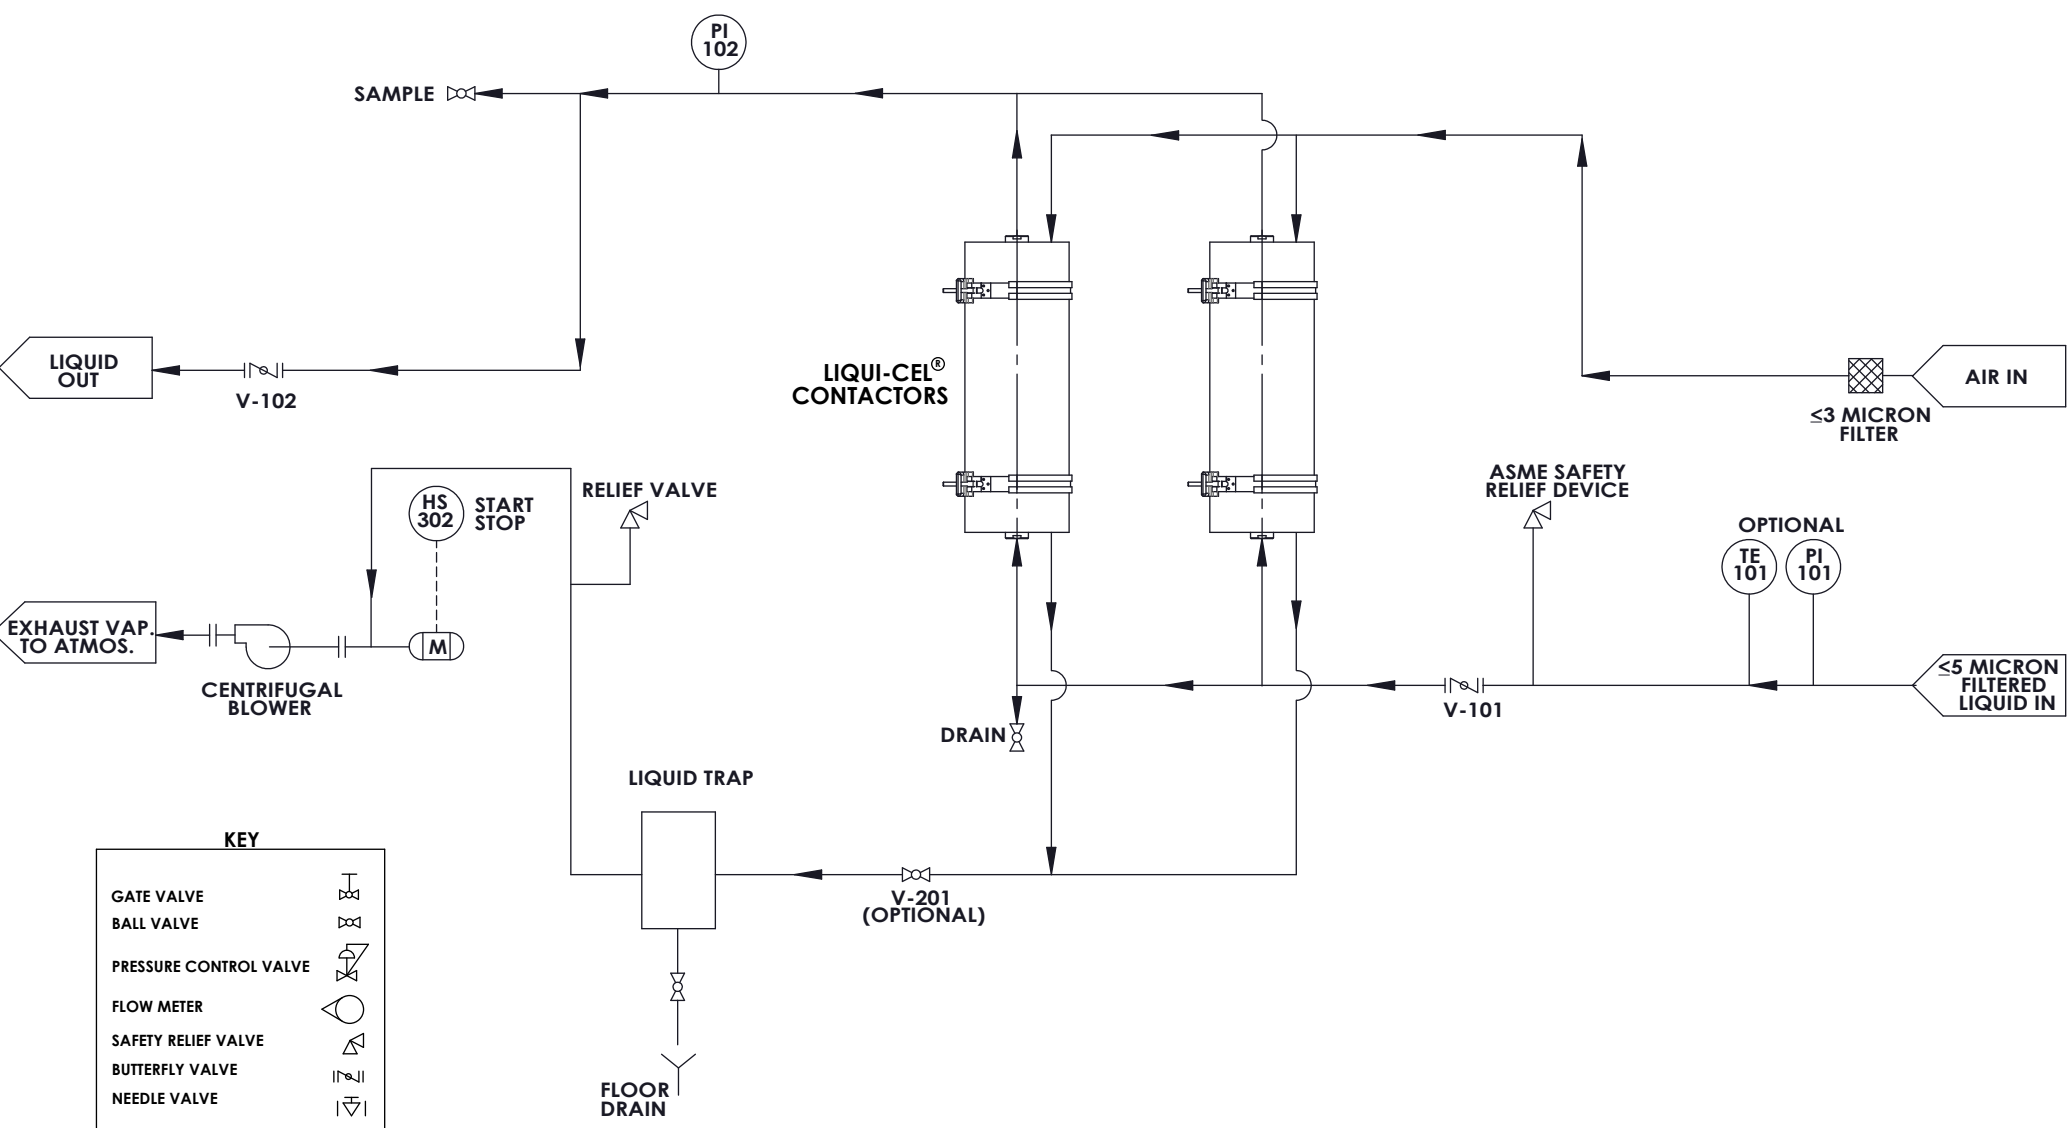 PI
102
SAMPLE
LIQUI-CEL®
CONTACTORS
LIQUID
OUT
V-102
AIR IN
≤3 MICRON
FILTER
HS
302
START
STOP
RELIEF VALVE
ASME SAFETY
RELIEF DEVICE
OPTIONAL
TE
101
PI
101
EXHAUST VAP.
TO ATMOS.
M
CENTRIFUGAL
BLOWER
≤5 MICRON
FILTERED
LIQUID IN
V-101
DRAIN
LIQUID TRAP
V-201
(OPTIONAL)
FLOOR
DRAIN
KEY
GATE VALVE
BALL VALVE
PRESSURE CONTROL VALVE
FLOW METER
SAFETY RELIEF VALVE
BUTTERFLY VALVE
NEEDLE VALVE